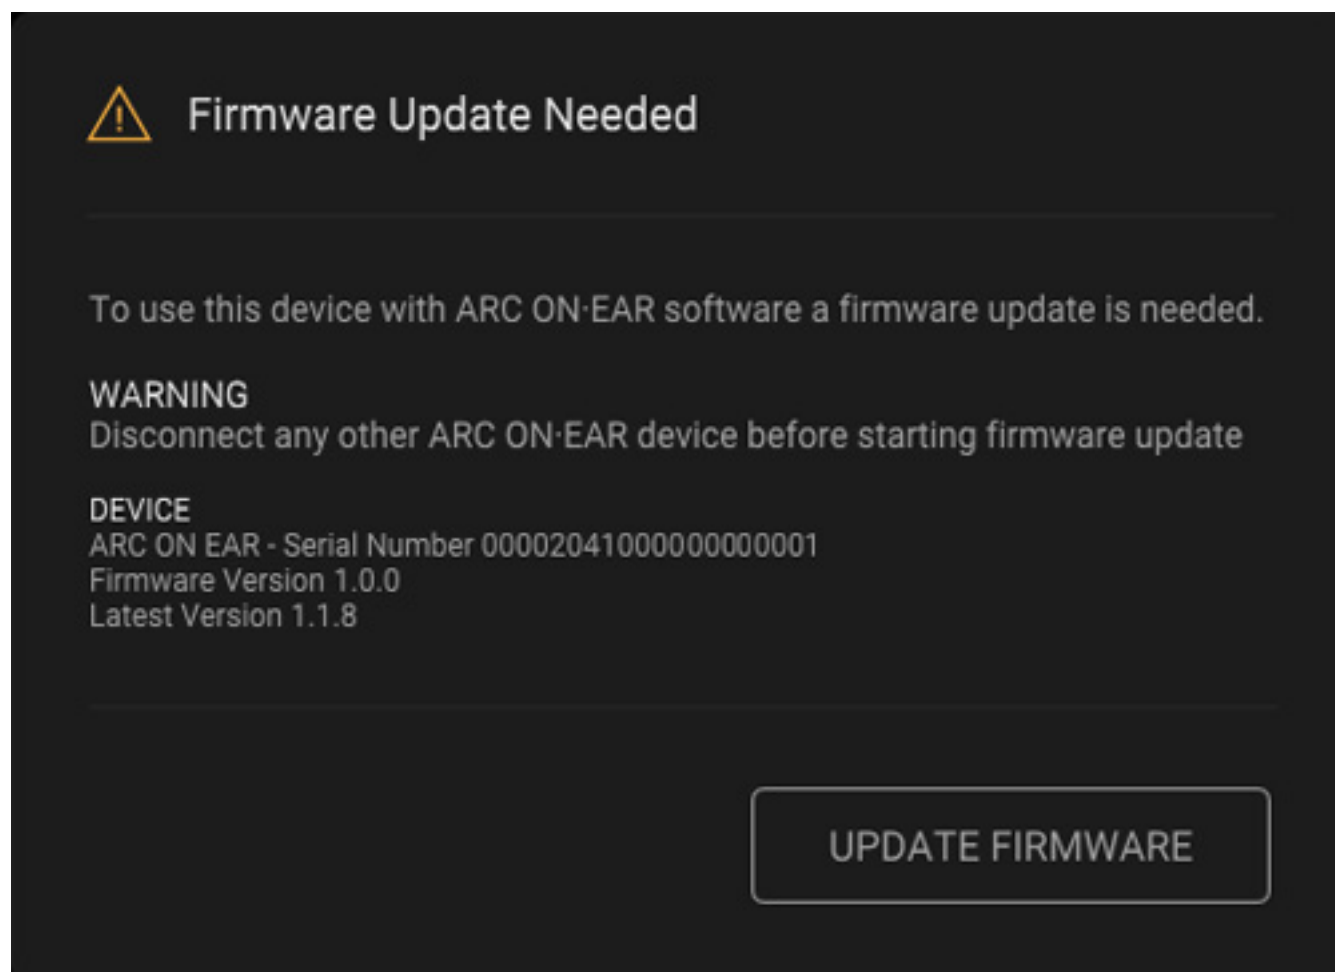 Firmware Update Needed
To use this device with ARC ON·EAR software a firmware update is needed.
WARNING
Disconnect any other ARC ON·EAR device before starting firmware update
DEVICE
ARC ON EAR - Serial Number 00002041000000000001
Firmware Version 1.0.0
Latest Version 1.1.8
UPDATE FIRMWARE